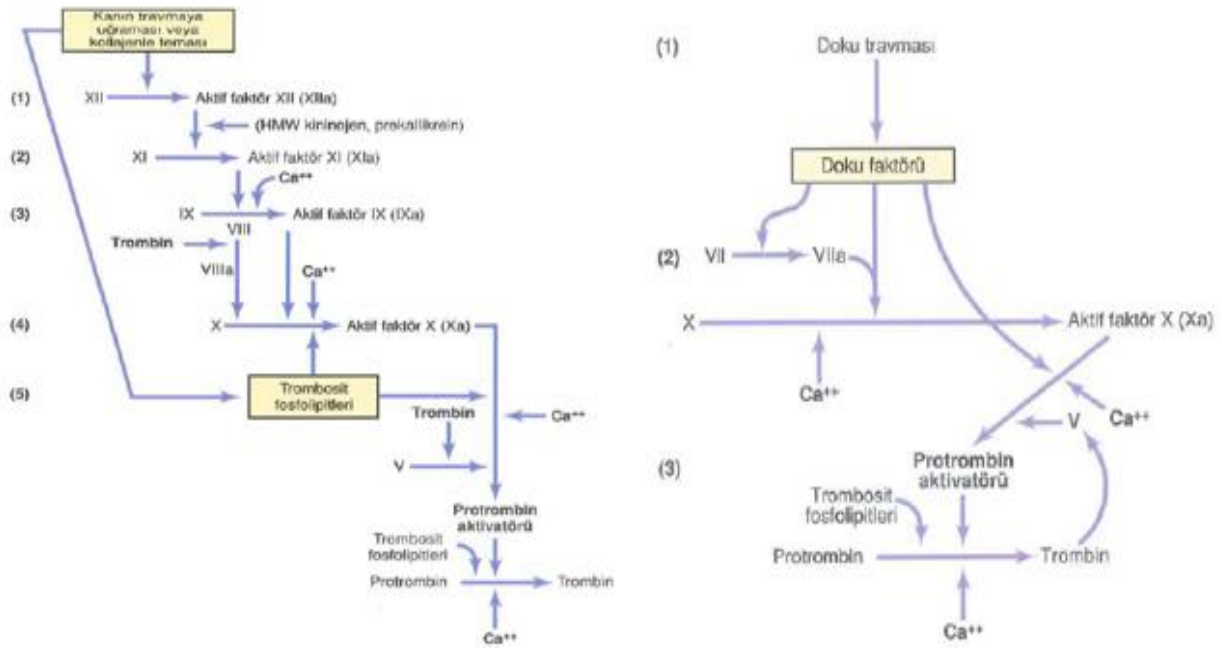 Kanın travmaya
uğraması veya
kollajenle teması
(1)
XII
Aktif faktör XII (XIIa)
(HMW kininojen, prekallikrein)
(2)
XI
Aktif faktör XI (XIa)
Ca++
(3)
IX
Aktif faktör IX (IXa)
VIII
Trombin
VIIIa
Ca++
(4)
X
Aktif faktör X (Xa)
(5)
Trombosit
fosfolipitleri
Trombin
Ca++
V
Protrombin
aktivatörü
Trombosit
fosfolipitleri
Protrombin
Trombin
Ca++
(1)
Doku travması
Doku faktörü
(2)
VII
VIIa
X
Aktif faktör X (Xa)
Ca++
Ca++
V
(3)
Protrombin
aktivatörü
Trombosit
fosfolipitleri
Protrombin
Trombin
Ca++